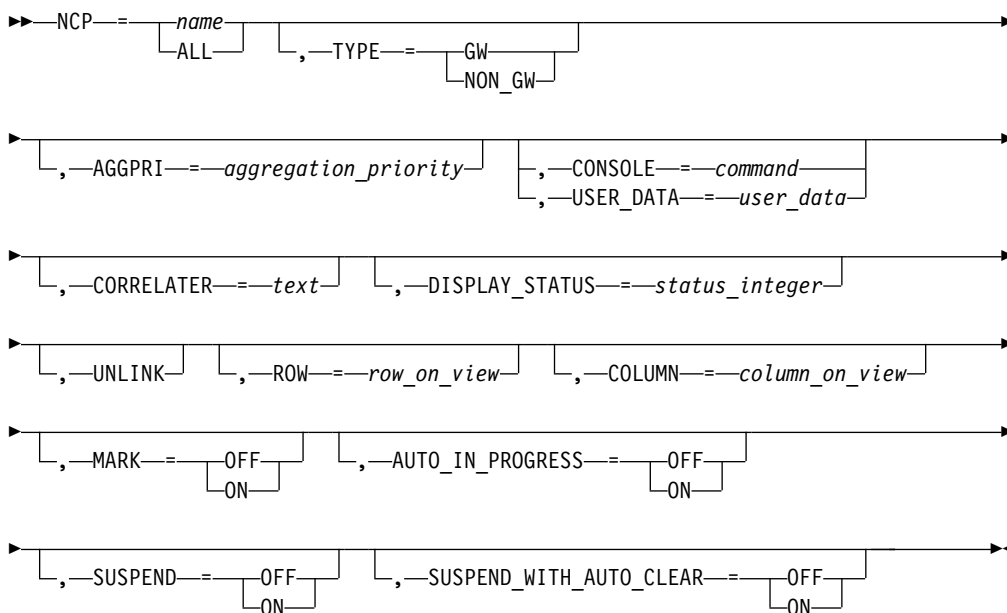 NCP = name
ALL
, TYPE = GW
NON_GW
, AGGPRI = aggregation_priority
, CONSOLE = command
, USER_DATA = user_data
, CORRELATER = text
, DISPLAY_STATUS = status_integer
, UNLINK
, ROW = row_on_view
, COLUMN = column_on_view
, MARK = OFF
ON
, AUTO_IN_PROGRESS = OFF
ON
, SUSPEND = OFF
ON
, SUSPEND_WITH_AUTO_CLEAR = OFF
ON